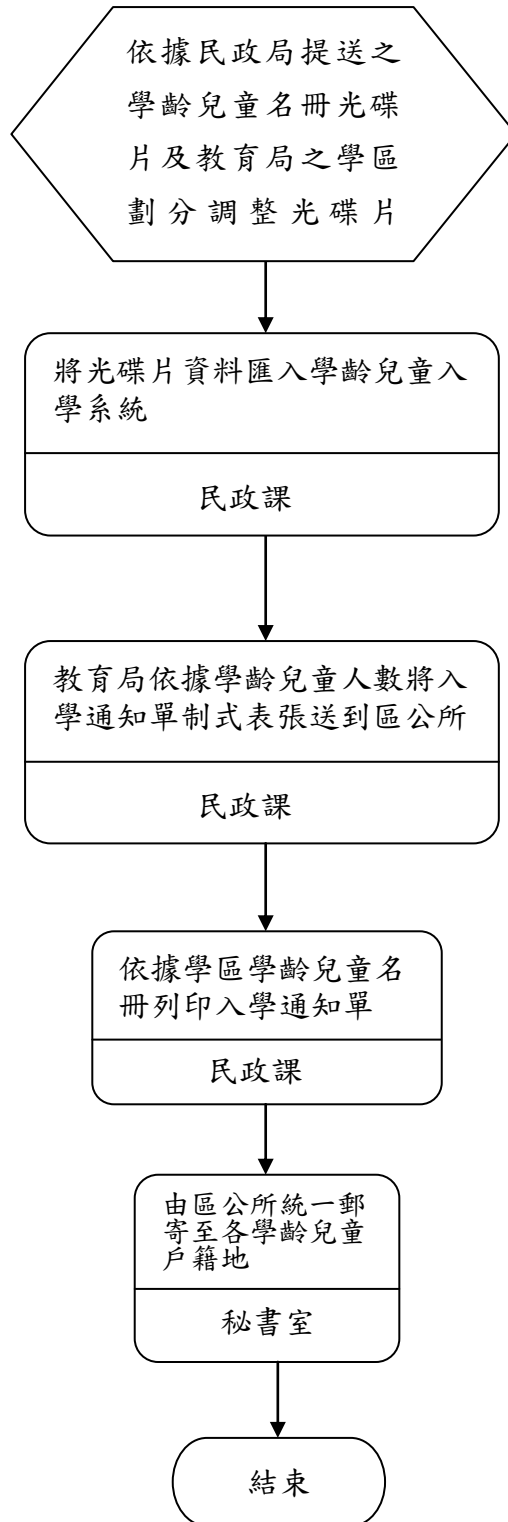 依據民政局提送之
學齡兒童名冊光碟
片及教育局之學區
劃分調整光碟片
將光碟片資料匯入學齡兒童入
學系統
民政課
教育局依據學齡兒童人數將入
學通知單制式表張送到區公所
民政課
依據學區學齡兒童名
冊列印入學通知單
民政課
由區公所統一郵
寄至各學齡兒童
戶籍地
秘書室
結束